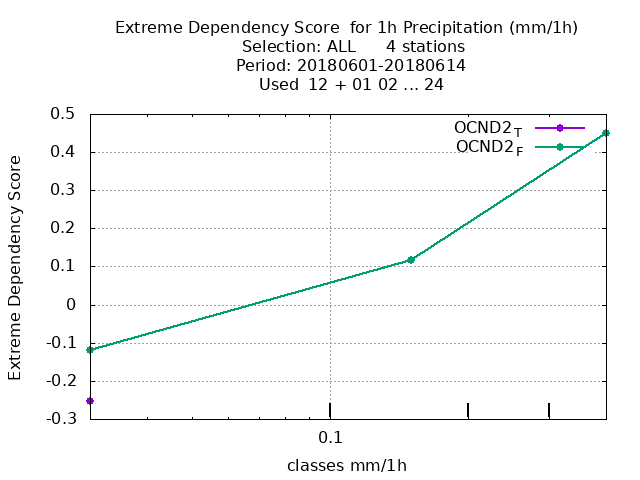 Extreme Dependency Score  for 1h Precipitation (mm/1h)
Selection: ALL      4 stations
Period: 20180601-20180614
Used  12 + 01 02 ... 24
OCND2T
OCND2F
0.5
0.4
0.3
0.2
0.1
0
-0.1
-0.2
-0.3
Extreme Dependency Score
0.1
classes mm/1h